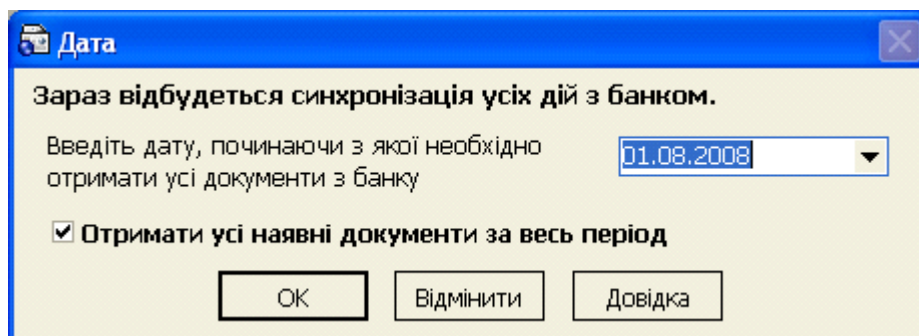 Дата
Зараз відбудеться синхронізація усіх дій з банком.
Введіть дату, починаючи з якої необхідно
отримати усі документи з банку
01.08.2008
Отримати усі наявні документи за весь період
ОК
Відмінити
Довідка